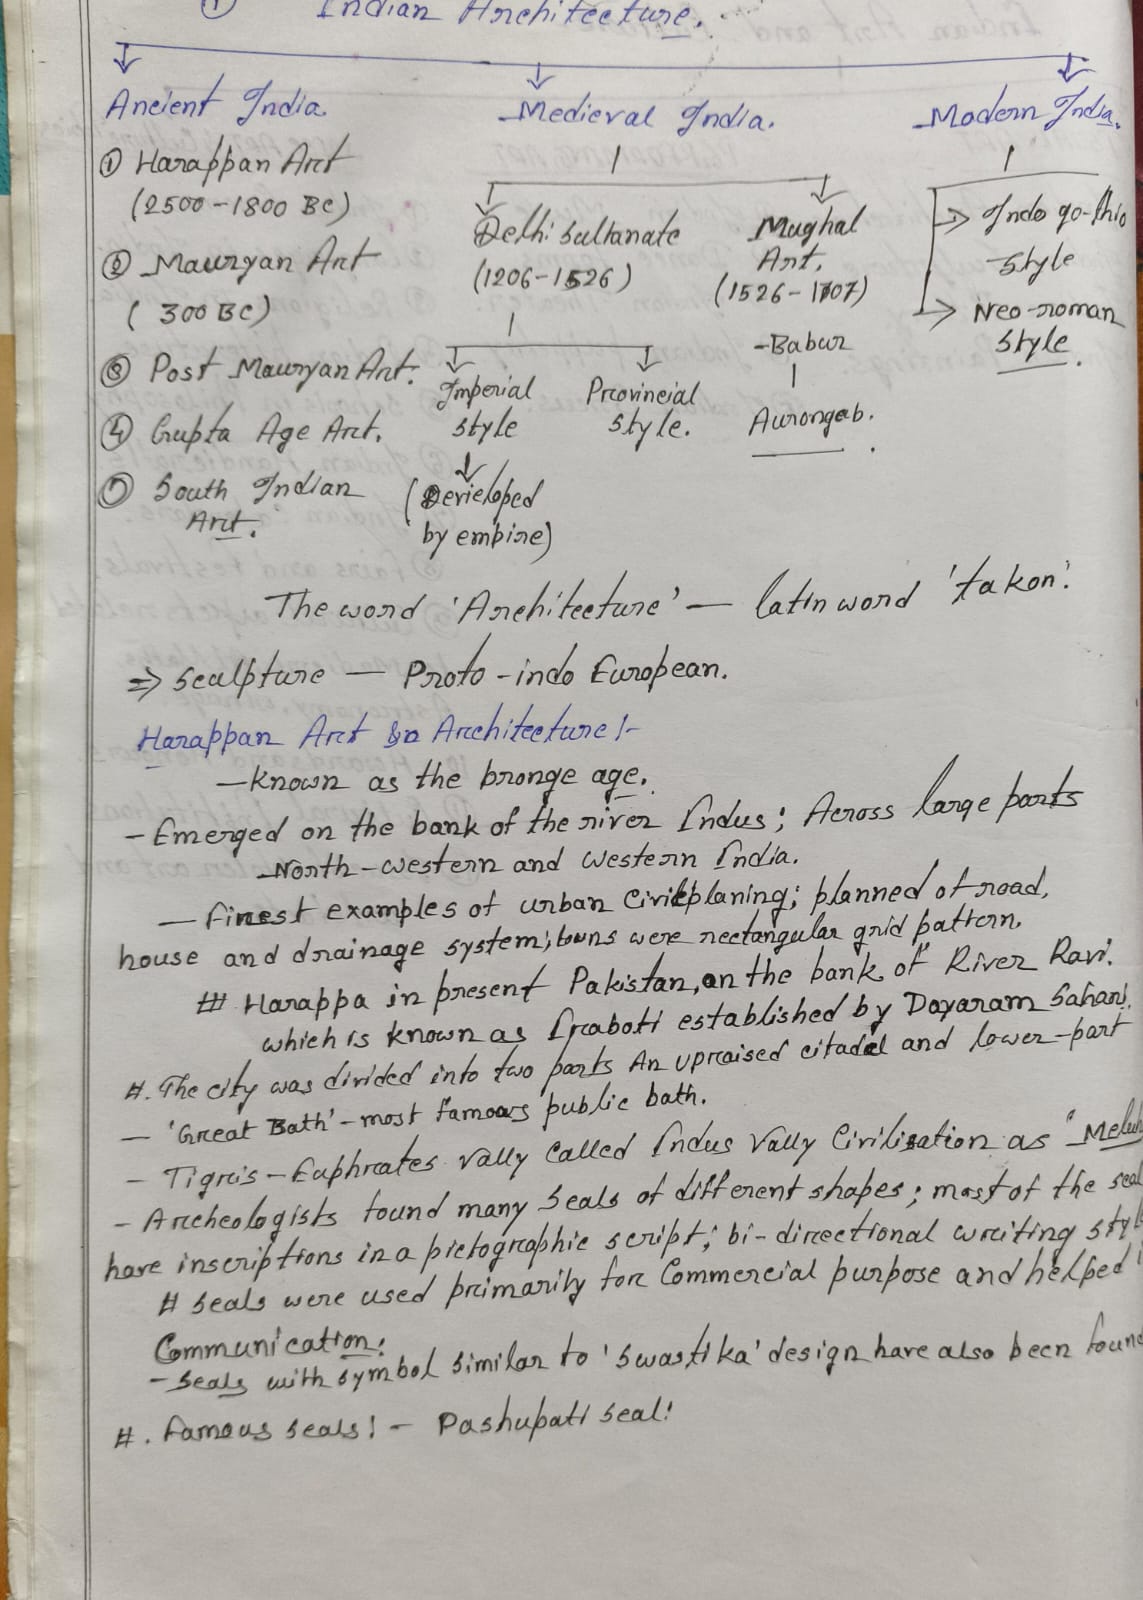 ① Indian Architecture.
Ancient India.
① Harappan Art
(2500-1800 BC)
② Mauryan Art
( 300 BC)
③ Post Mauryan Art.
④ Gupta Age Art.
⑤ South Indian
Art.
Medieval India.
Delhi Sultanate
(1206-1526)
Imperial
style
(Devieloped
by empire)
Provincial
style.
Mughal
Art.
(1526-1707)
-Babur
Aurongab.
Modern India.
Indo go-thic
style
Neo-roman
style.
The word 'Architecture' — latin word 'takon'.
⇒ sculpture — Proto-indo European.
Harappan Art & Architecture:-
- known as the bronge age.
- Emerged on the bank of the river Indus; Across large parts
North-western and western India.
- finest examples of urban civil planing; planned of road,
house and drainage system; towns were rectangular grid pattern.
# Harappa in present Pakistan, on the bank of River Ravi.
which is known as Iraboti established by Dayaram Sahani.
#. The city was divided into two parts An upraised citadel and lower-part
- 'Great Bath' - most famous public bath.
- Tigris - Euphrates vally called Indus Vally Civilisation as
- Archeologists found many seals of different shapes; most of the seal
have inscriptions in a pictographic script; bi-directional writing
# seals were used primarily for commercial purpose and helped
Communication:
- seals with symbol similar to 'swastika' design have also been found
#. famous seals:- Pashupati seal: